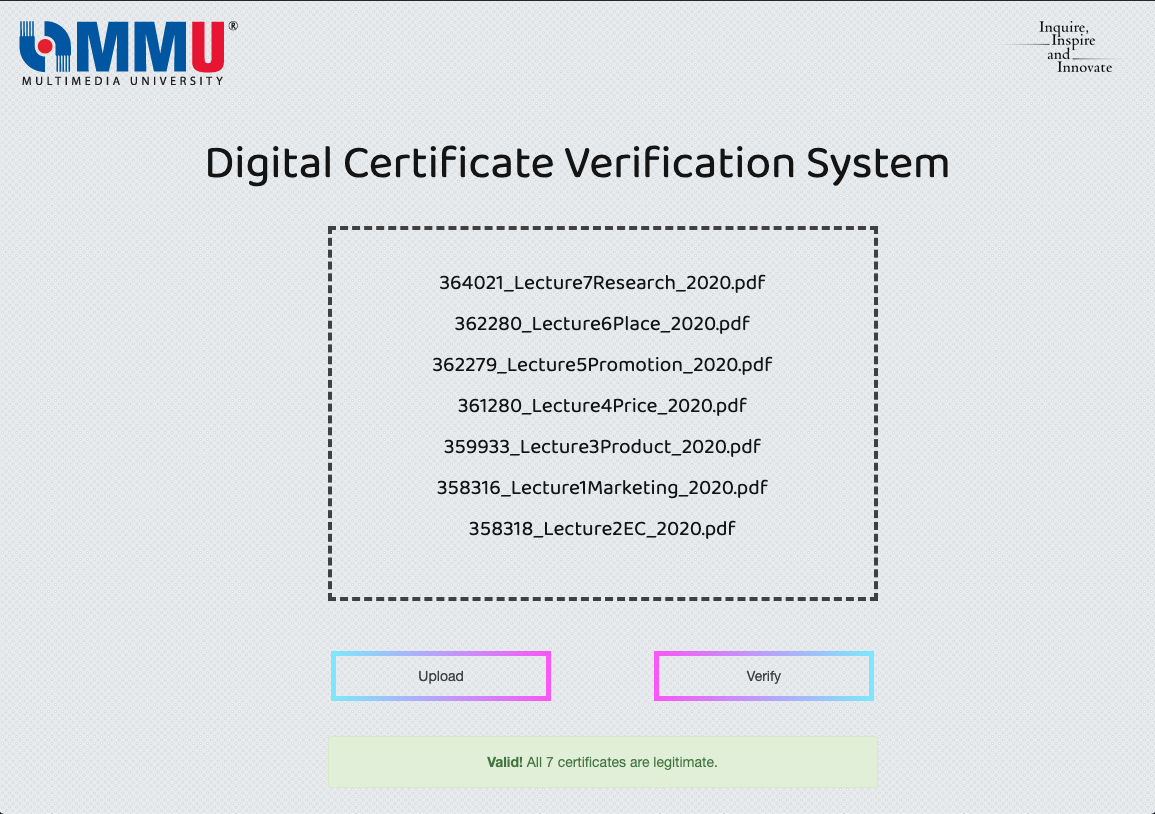 MMU®
MULTIMEDIA UNIVERSITY
Inquire,
Inspire
and
Innovate
Digital Certificate Verification System
364021_Lecture7Research_2020.pdf
362280_Lecture6Place_2020.pdf
362279_Lecture5Promotion_2020.pdf
361280_Lecture4Price_2020.pdf
359933_Lecture3Product_2020.pdf
358316_Lecture1Marketing_2020.pdf
358318_Lecture2EC_2020.pdf
Upload
Verify
Valid! All 7 certificates are legitimate.